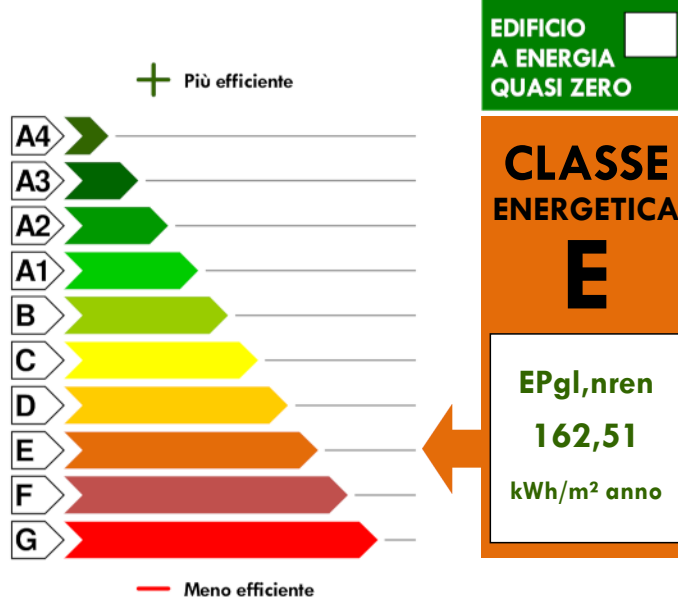 Più efficiente
A4
A3
A2
A1
B
C
D
E
F
G
Meno efficiente
EDIFICIO
A ENERGIA
QUASI ZERO
CLASSE
ENERGETICA
E
EPgl,nren
162,51
kWh/m² anno